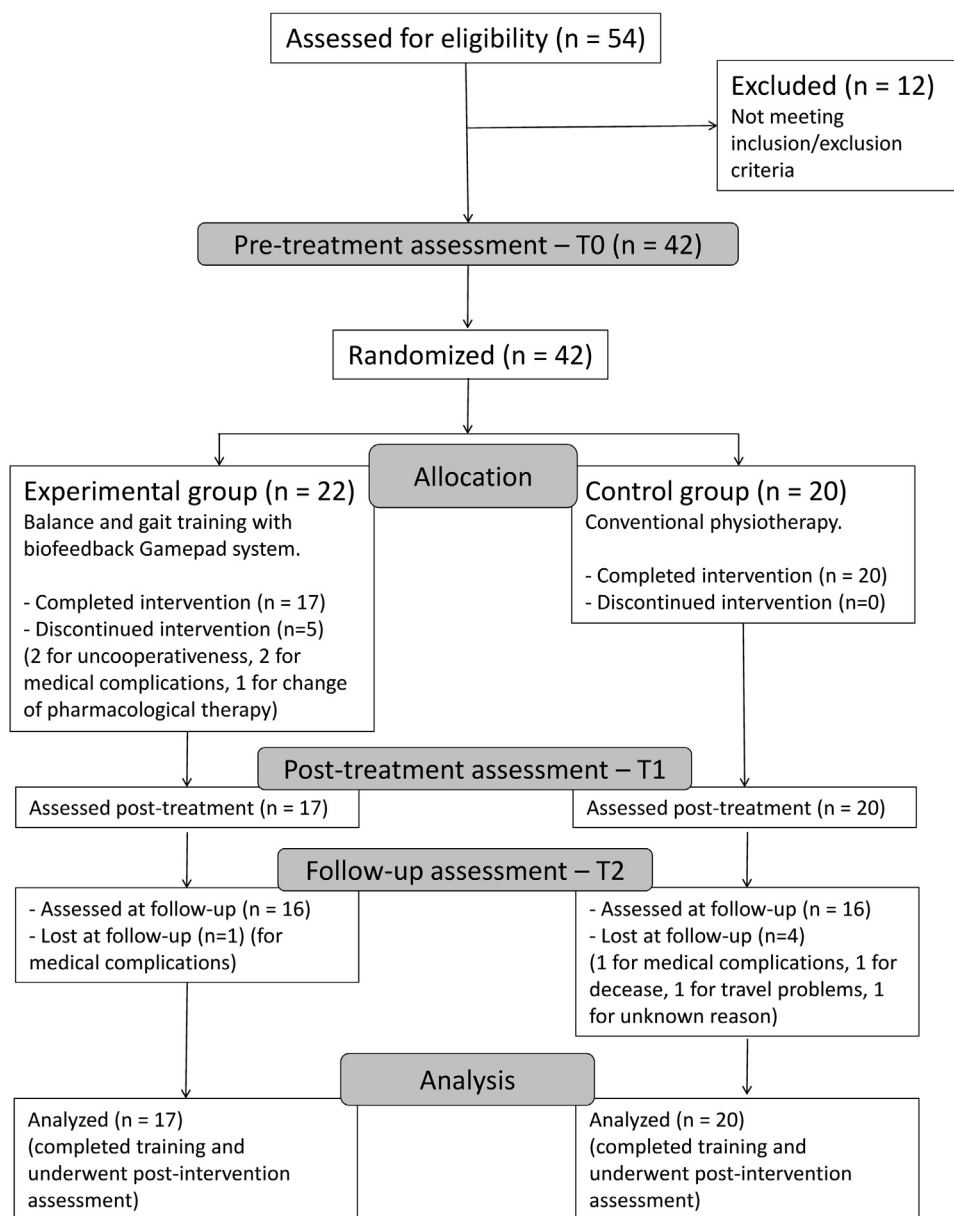 Assessed for eligibility (n = 54)
Excluded (n = 12)
Not meeting
inclusion/exclusion
criteria
Pre-treatment assessment – T0 (n = 42)
Randomized (n = 42)
Allocation
Experimental group (n = 22)
Balance and gait training with
biofeedback Gamepad system.
- Completed intervention (n = 17)
- Discontinued intervention (n=5)
(2 for uncooperativeness, 2 for
medical complications, 1 for change
of pharmacological therapy)
Control group (n = 20)
Conventional physiotherapy.
- Completed intervention (n = 20)
- Discontinued intervention (n=0)
Post-treatment assessment – T1
Assessed post-treatment (n = 17)
Assessed post-treatment (n = 20)
Follow-up assessment – T2
- Assessed at follow-up (n = 16)
- Lost at follow-up (n=1) (for
medical complications)
- Assessed at follow-up (n = 16)
- Lost at follow-up (n=4)
(1 for medical complications, 1 for
decease, 1 for travel problems, 1
for unknown reason)
Analysis
Analyzed (n = 17)
(completed training and
underwent post-intervention
assessment)
Analyzed (n = 20)
(completed training and
underwent post-intervention
assessment)